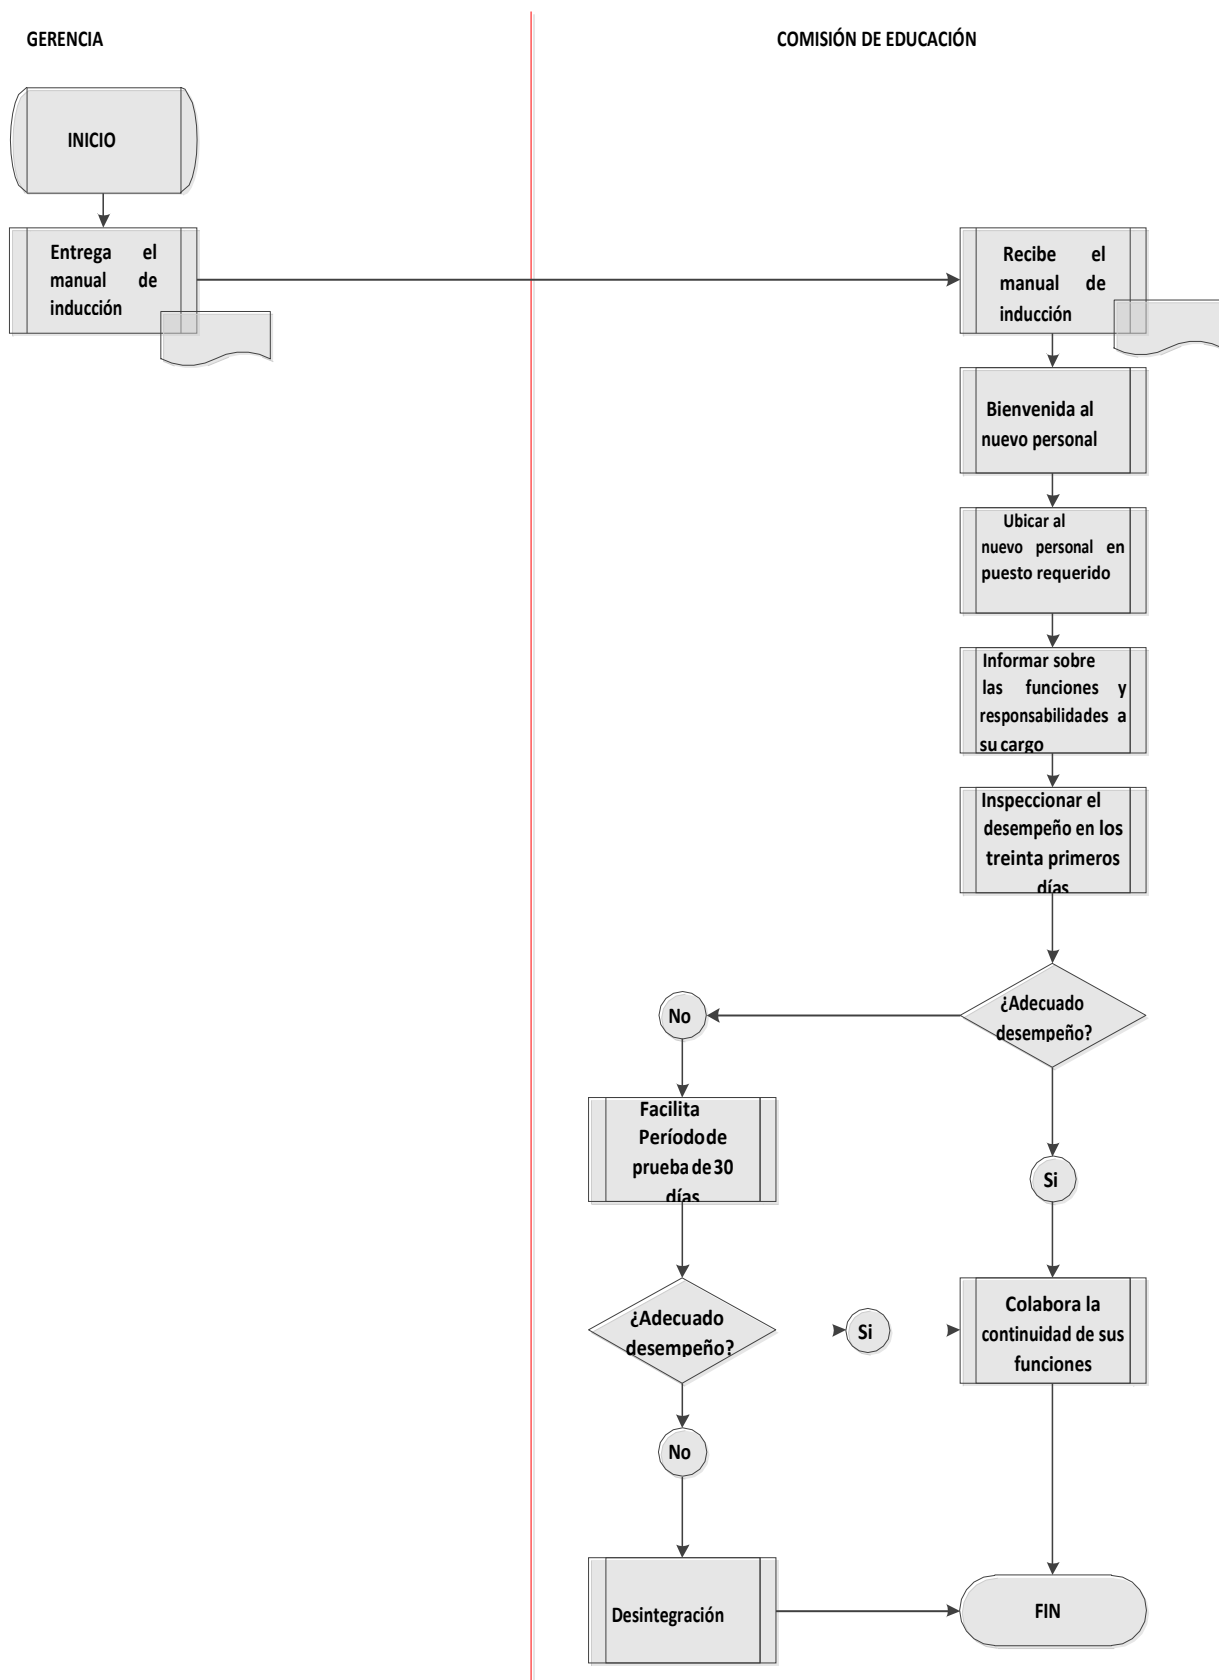 GERENCIA
COMISIÓN DE EDUCACIÓN
INICIO
Entrega el
manual de
inducción
Recibe el
manual de
inducción
Bienvenida al
nuevo personal
Ubicar al
nuevo personal en
puesto requerido
Informar sobre
las funciones y
responsabilidades a
su cargo
Inspeccionar el
desempeño en los
treinta primeros
días
¿Adecuado
desempeño?
No
Facilita
Período de
prueba de 30
días
Si
¿Adecuado
desempeño?
Si
Colabora la
continuidad de sus
funciones
No
Desintegración
FIN